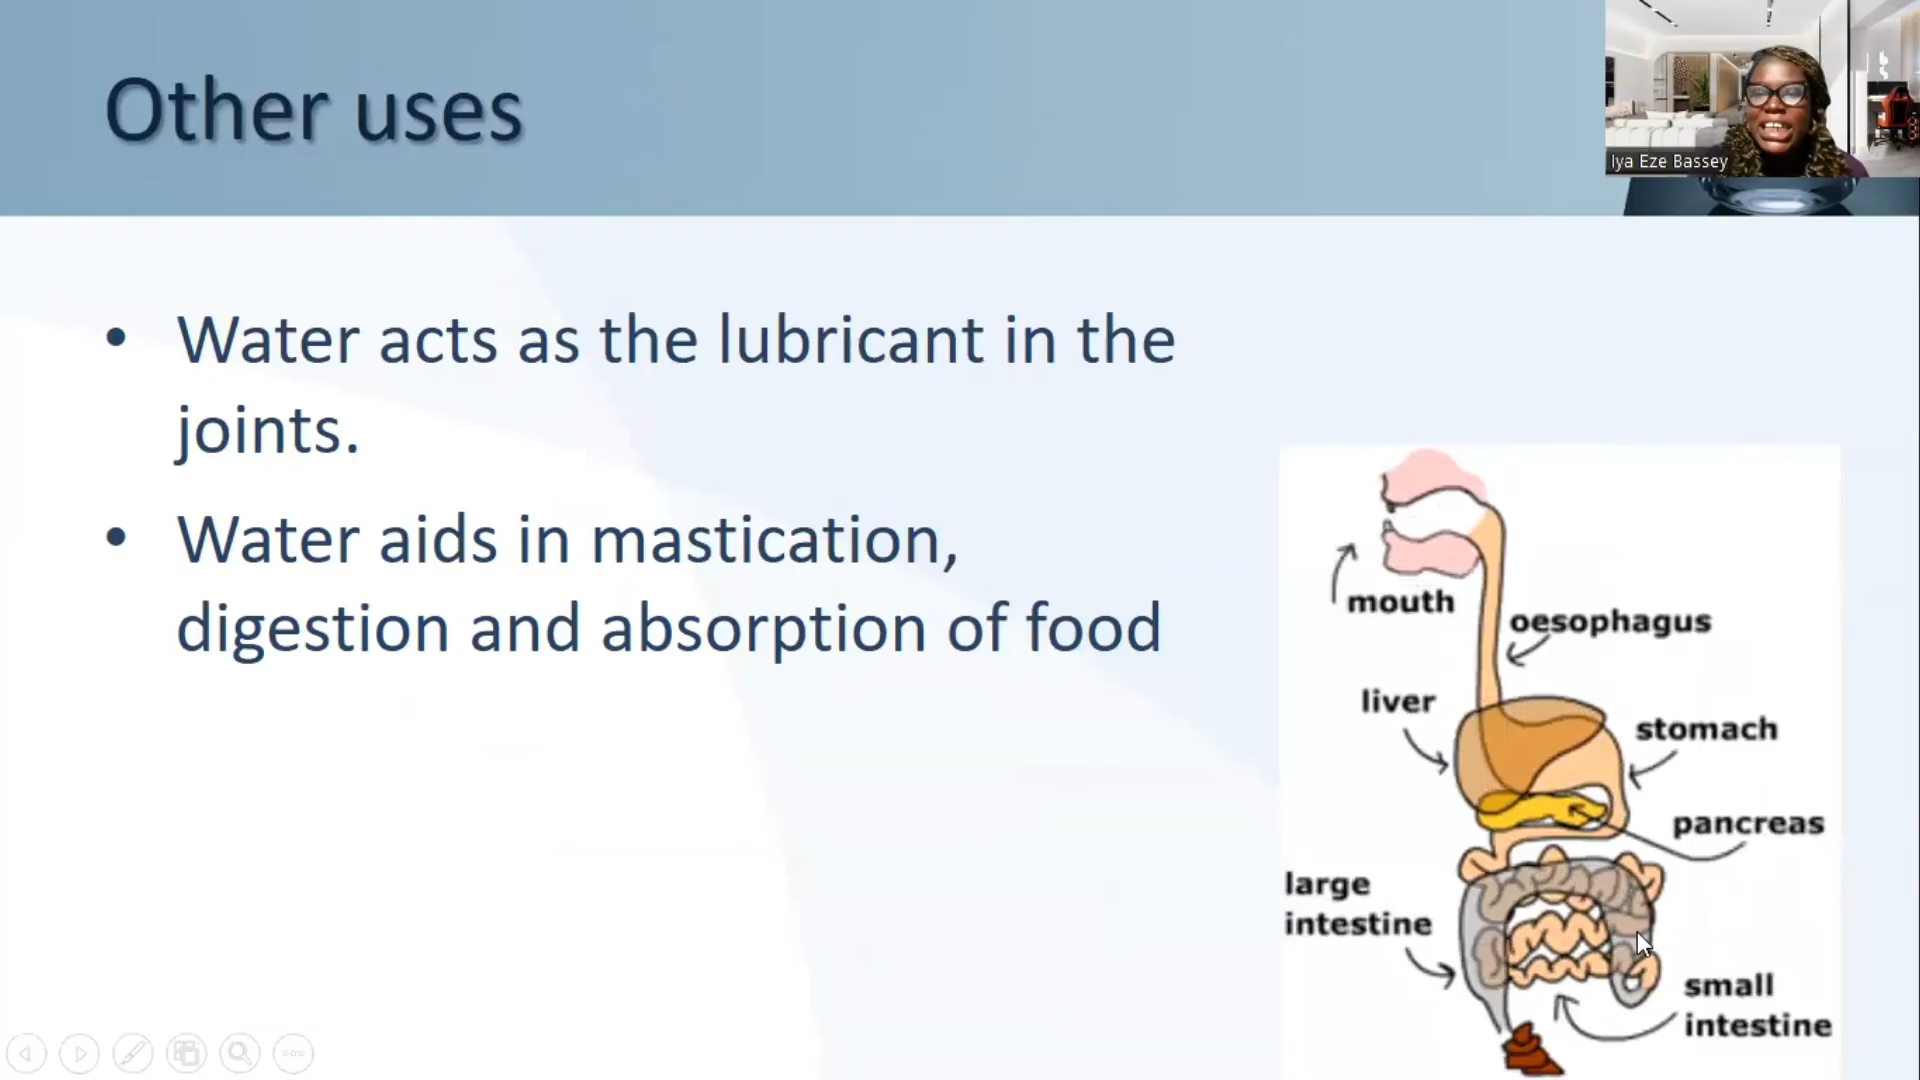 Other uses
Iya Eze Bassey
• Water acts as the lubricant in the
joints.
• Water aids in mastication,
digestion and absorption of food
mouth
oesophagus
liver
stomach
pancreas
large
intestine
small
intestine